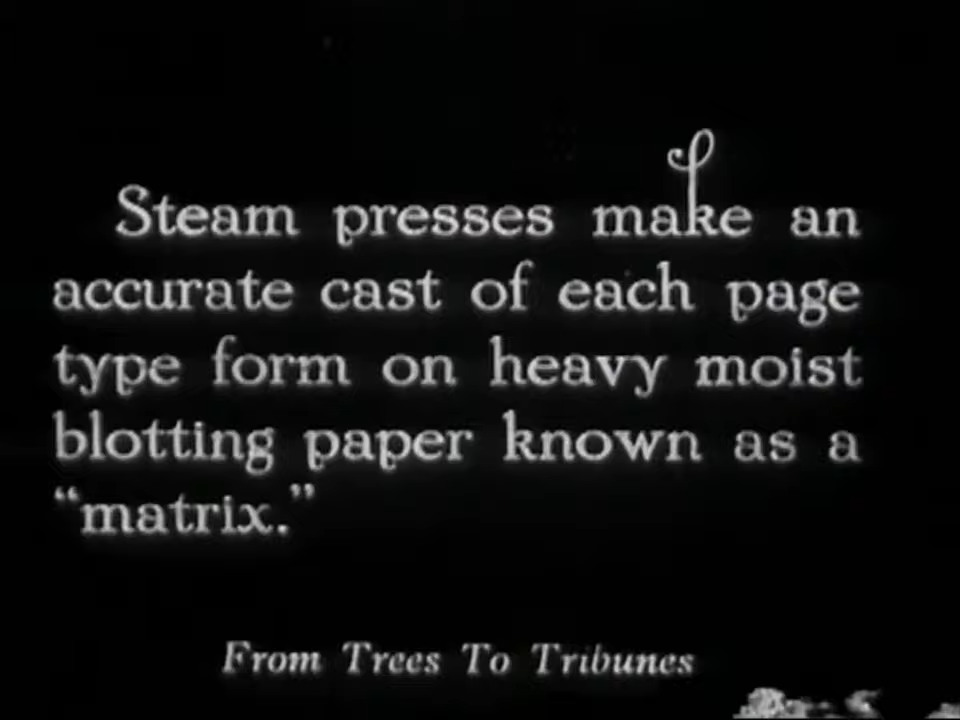 Steam presses make an
accurate cast of each page
type form on heavy moist
blotting paper known as a
“matrix.”
From Trees To Tribunes